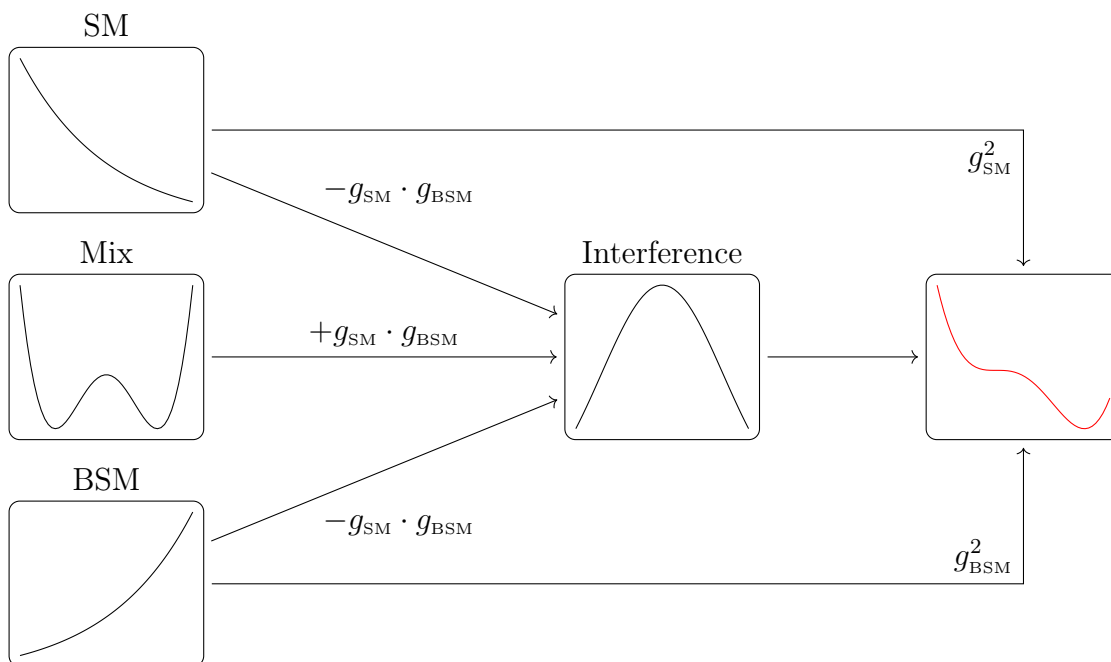 SM
g²_SM
−g_SM · g_BSM
Mix
Interference
+g_SM · g_BSM
BSM
−g_SM · g_BSM
g²_BSM